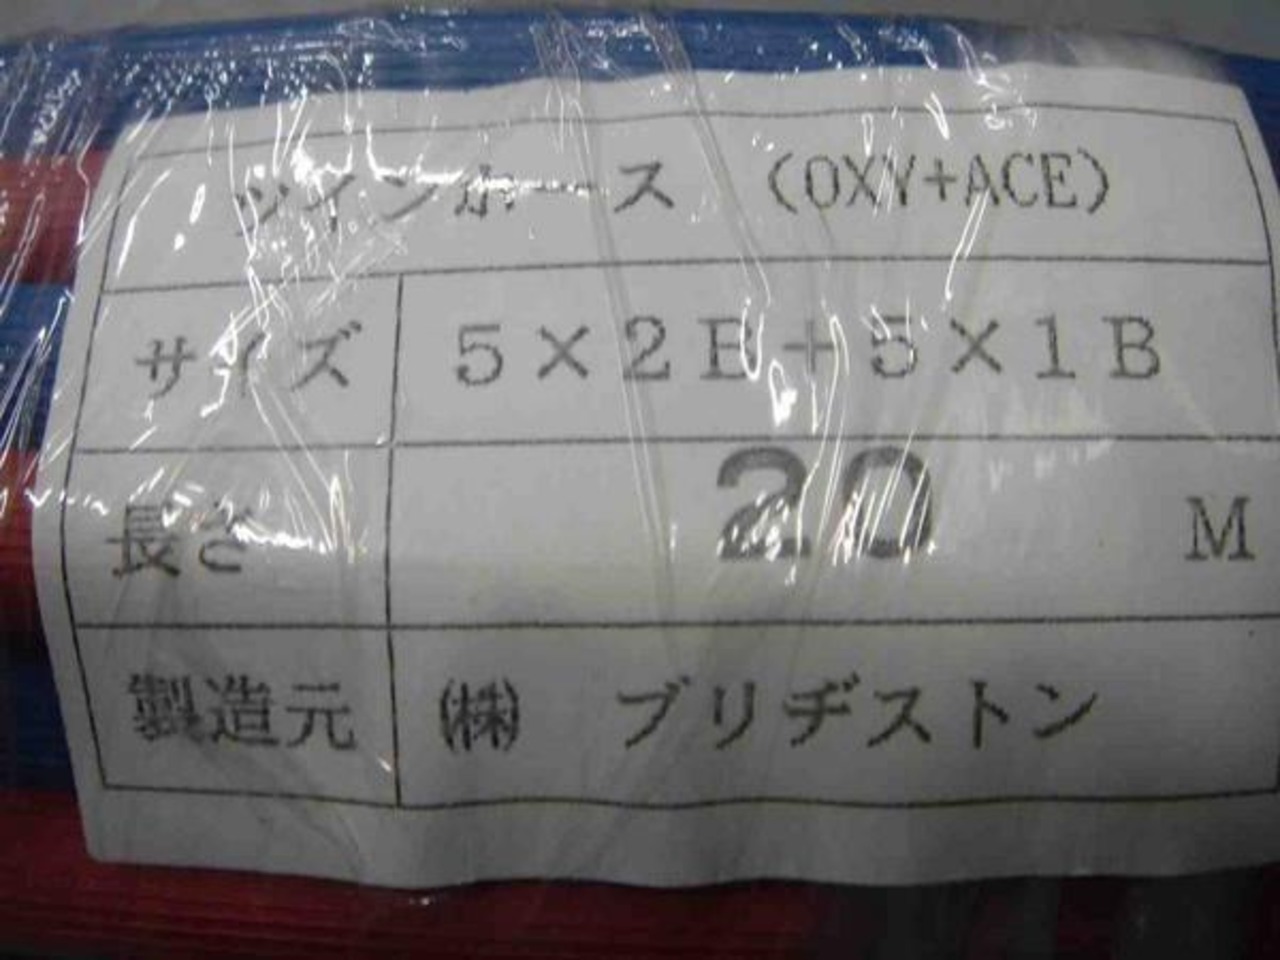 ツインホース (OXY+ACE)
サイズ 5×2B+5×1B
長さ 20 M
製造元 ㈱ ブリヂストン